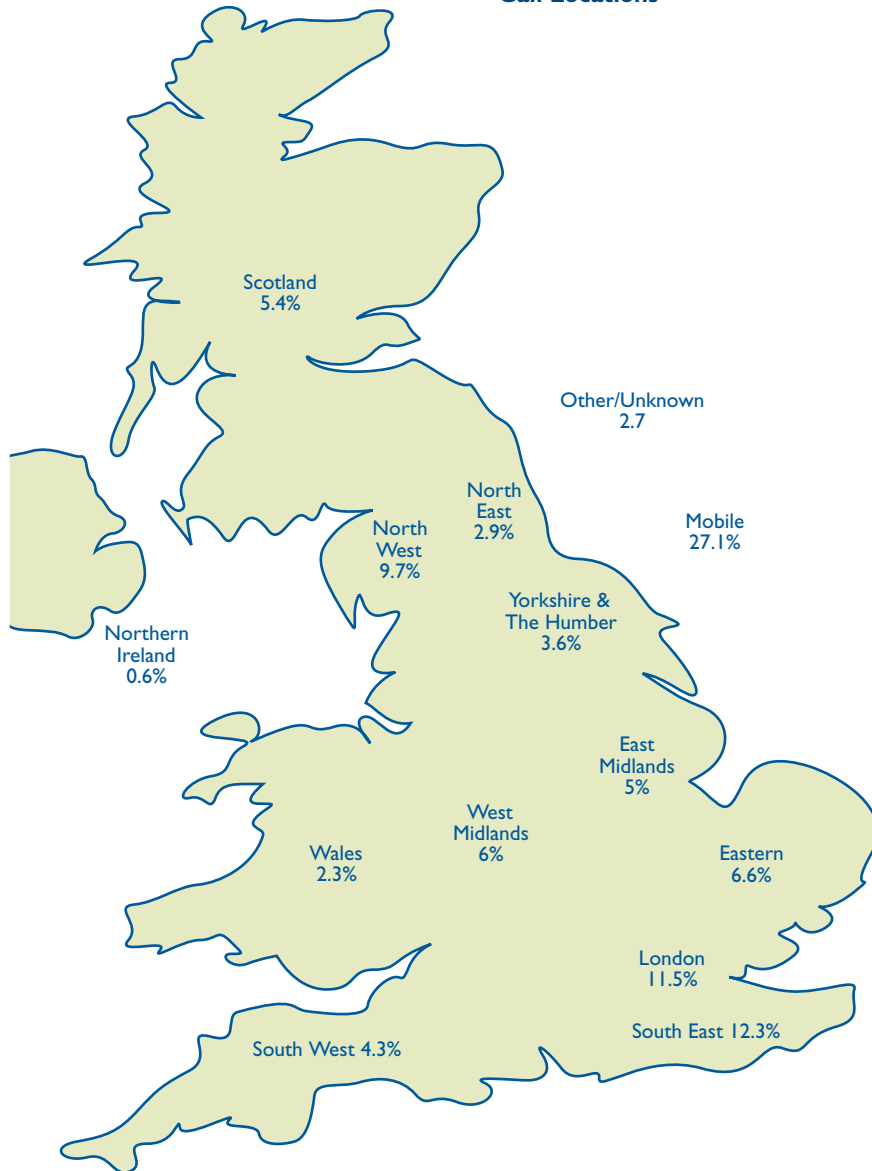 Call Locations
Scotland
5.4%
Other/Unknown
2.7
North
East
2.9%
Mobile
27.1%
North
West
9.7%
Yorkshire &
The Humber
3.6%
Northern
Ireland
0.6%
East
Midlands
5%
West
Midlands
6%
Wales
2.3%
Eastern
6.6%
London
11.5%
South East 12.3%
South West 4.3%